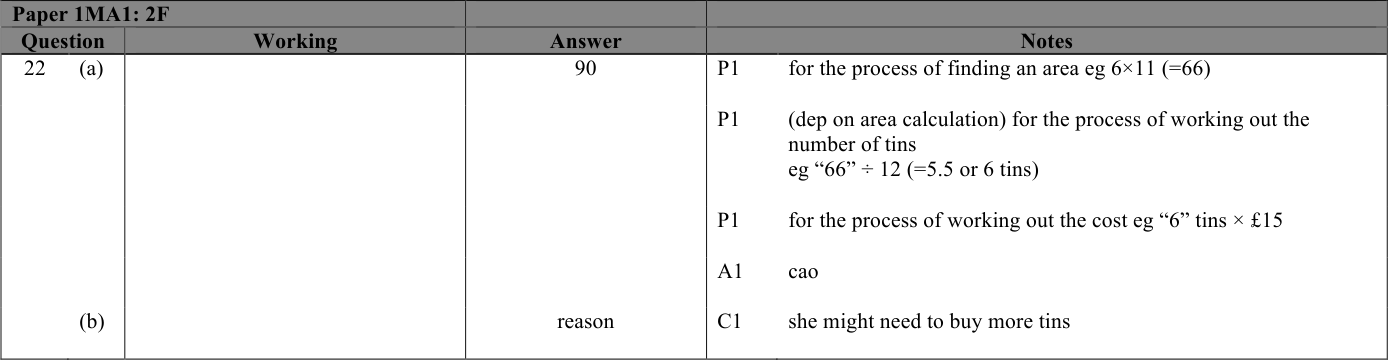 Paper 1MA1: 2F
Question Working Answer Notes
22 (a) 90 P1 for the process of finding an area eg 6×11 (=66)
P1 (dep on area calculation) for the process of working out the
number of tins
eg “66” ÷ 12 (=5.5 or 6 tins)
P1 for the process of working out the cost eg “6” tins × £15
A1 cao
(b) reason C1 she might need to buy more tins